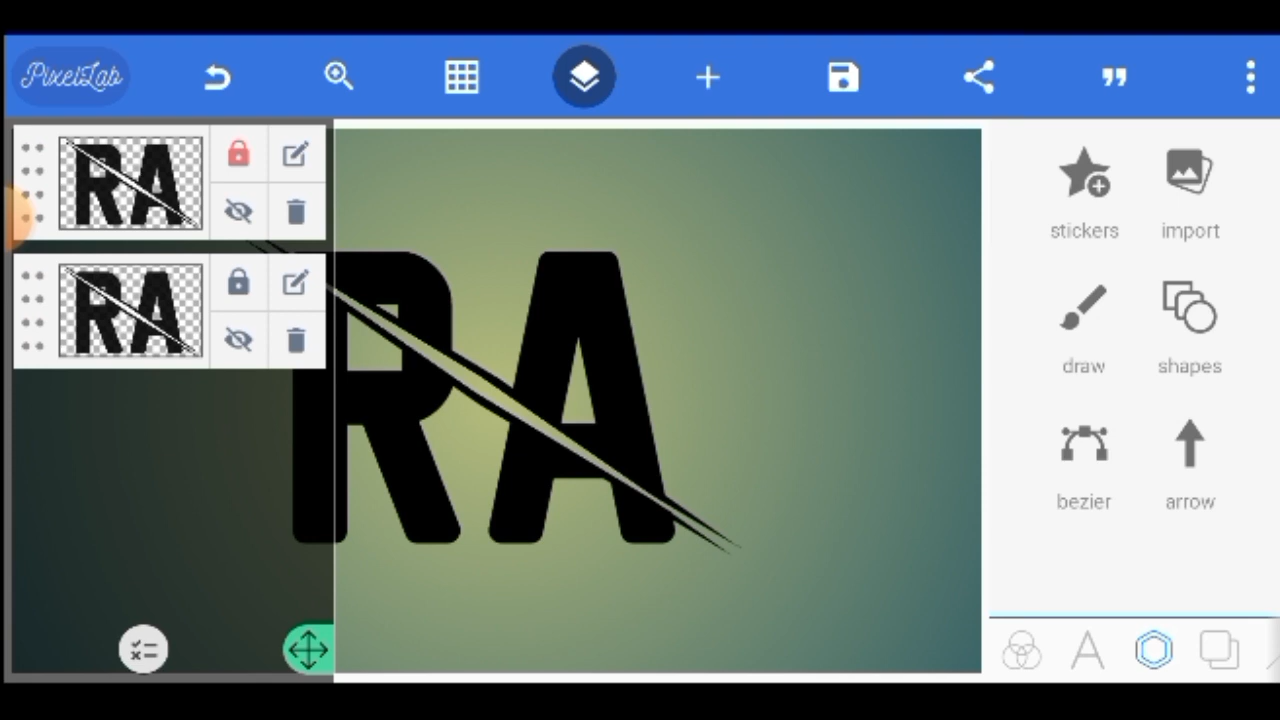 PixelLab
RA
RA
RA
stickers
import
draw
shapes
bezier
arrow